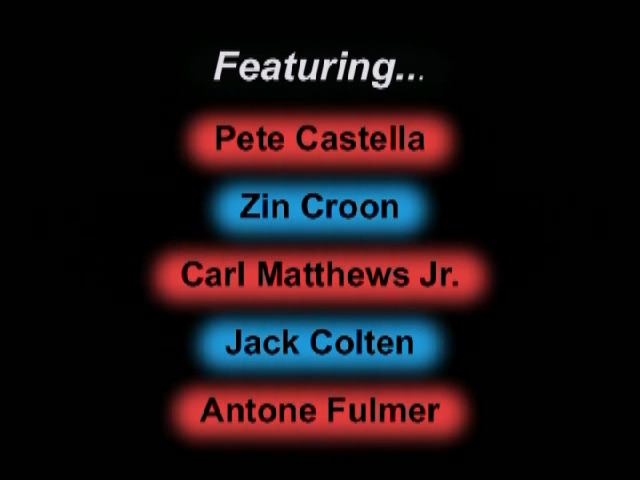 Featuring...
Pete Castella
Zin Croon
Carl Matthews Jr.
Jack Colten
Antone Fulmer